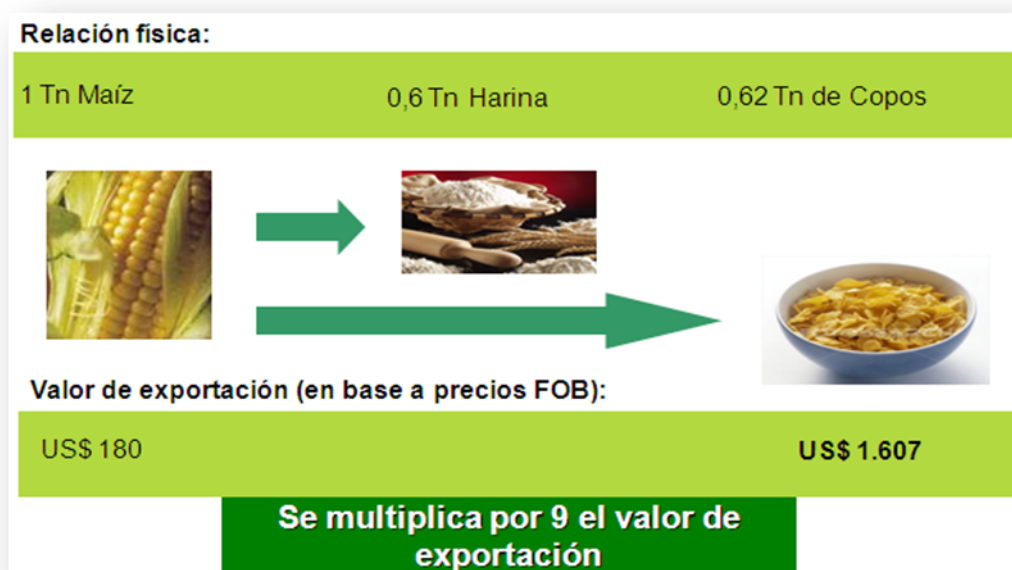 Relación física:
1 Tn Maíz
0,6 Tn Harina
0,62 Tn de Copos
Valor de exportación (en base a precios FOB):
US$ 180
US$ 1.607
Se multiplica por 9 el valor de
exportación